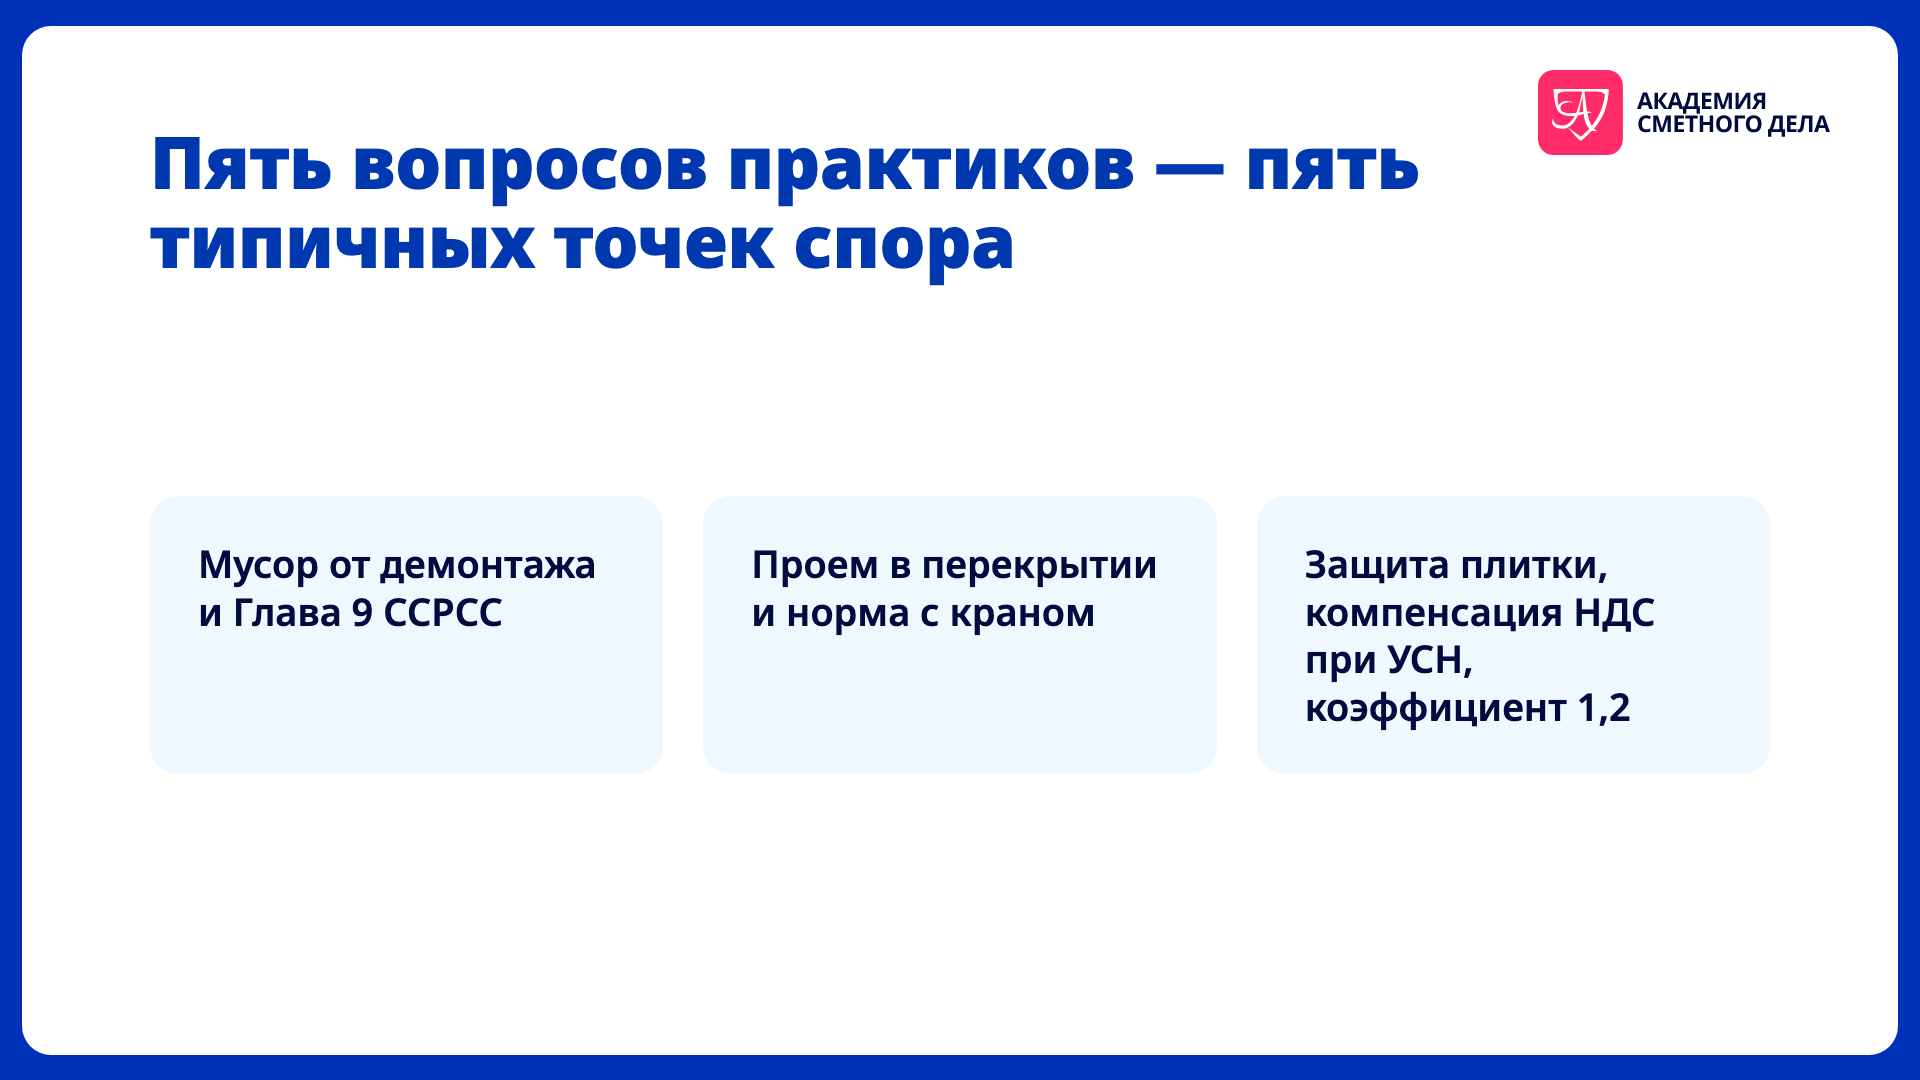 АКАДЕМИЯ
СМЕТНОГО ДЕЛА
Пять вопросов практиков — пять
типичных точек спора
Мусор от демонтажа
и Глава 9 ССРСС
Проем в перекрытии
и норма с краном
Защита плитки,
компенсация НДС
при УСН,
коэффициент 1,2